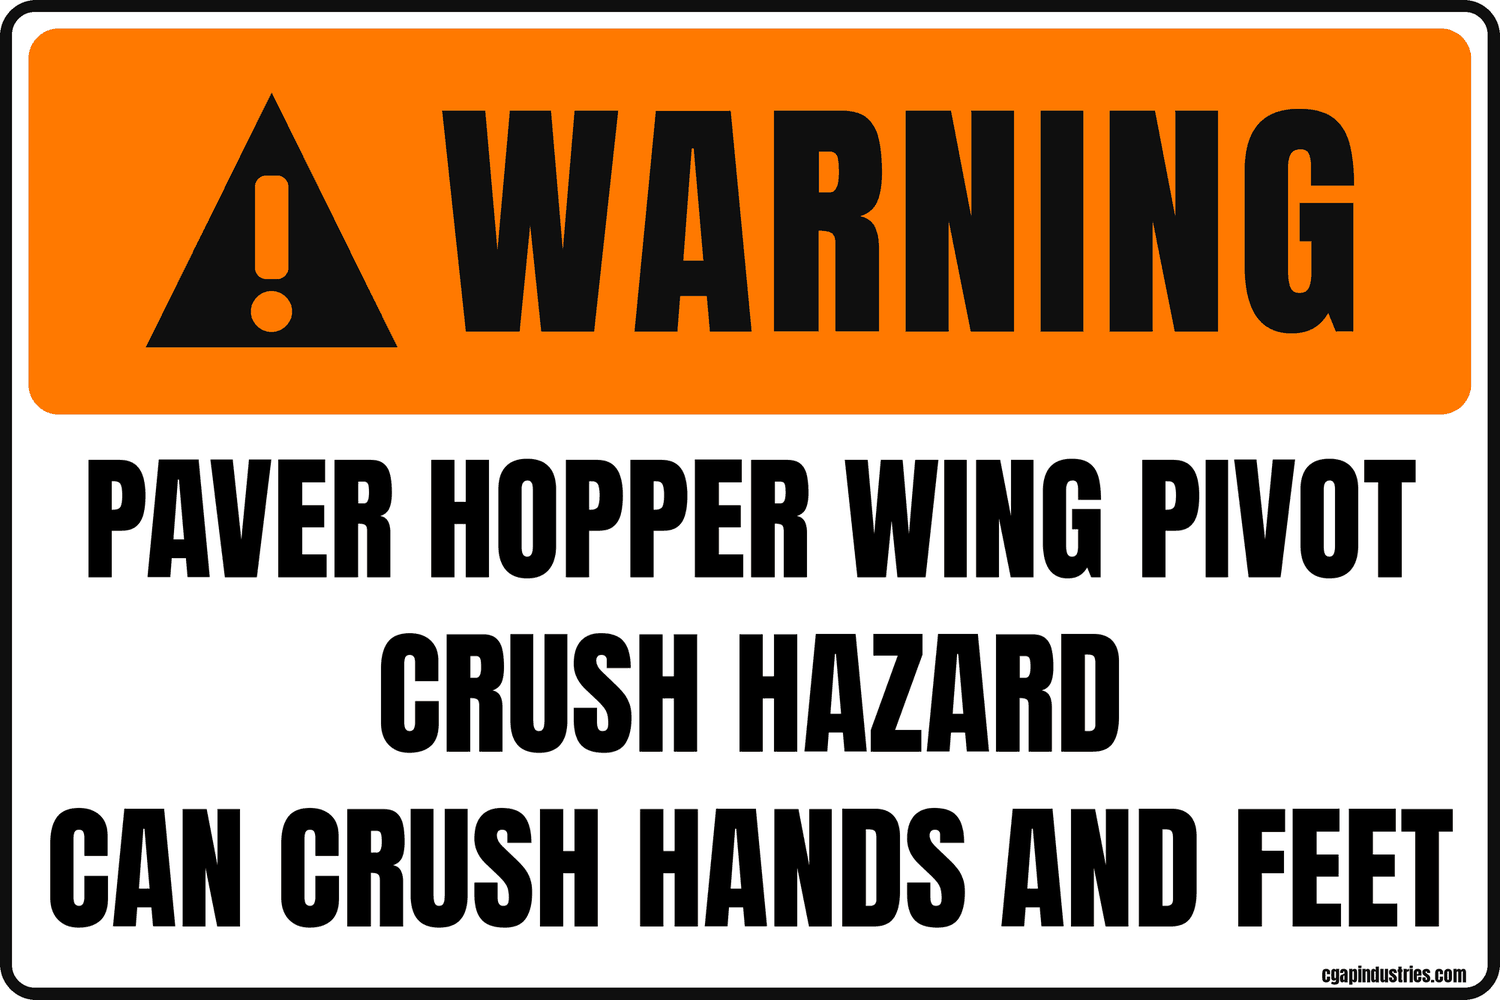 WARNING
PAVER HOPPER WING PIVOT
CRUSH HAZARD
CAN CRUSH HANDS AND FEET
cgapindustries.com